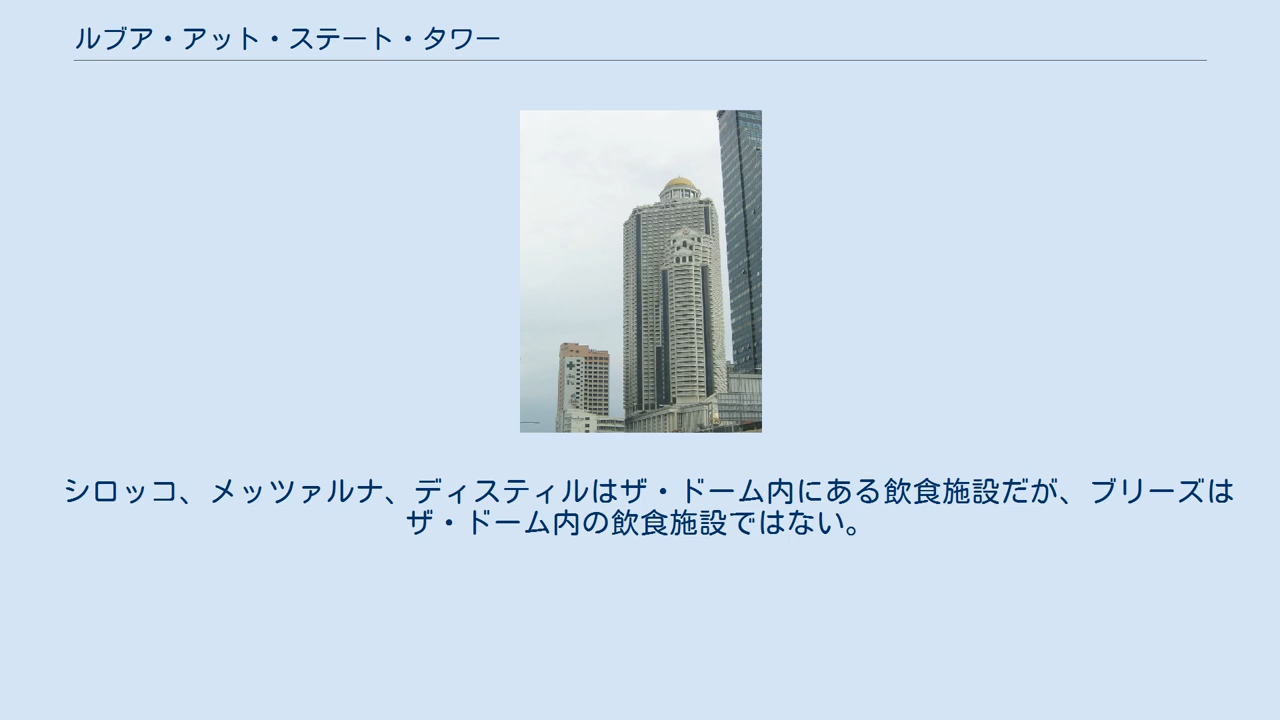 ルブア・アット・ステート・タワー
シロッコ、メッツァルナ、ディスティルはザ・ドーム内にある飲食施設だが、ブリーズは
ザ・ドーム内の飲食施設ではない。